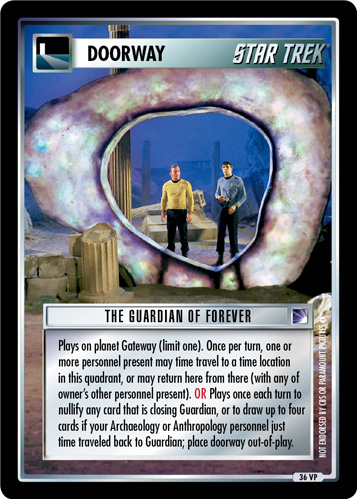 DOORWAY
STAR TREK
THE GUARDIAN OF FOREVER
Plays on planet Gateway (limit one). Once per turn, one or
more personnel present may time travel to a time location
in this quadrant, or may return here from there (with any of
owner's other personnel present). OR Plays once each turn to
nullify any card that is closing Guardian, or to draw up to four
cards if your Archaeology or Anthropology personnel just
time traveled back to Guardian; place doorway out-of-play.
NOT ENDORSED BY CBS OR PARAMOUNT PICTURES
36 VP